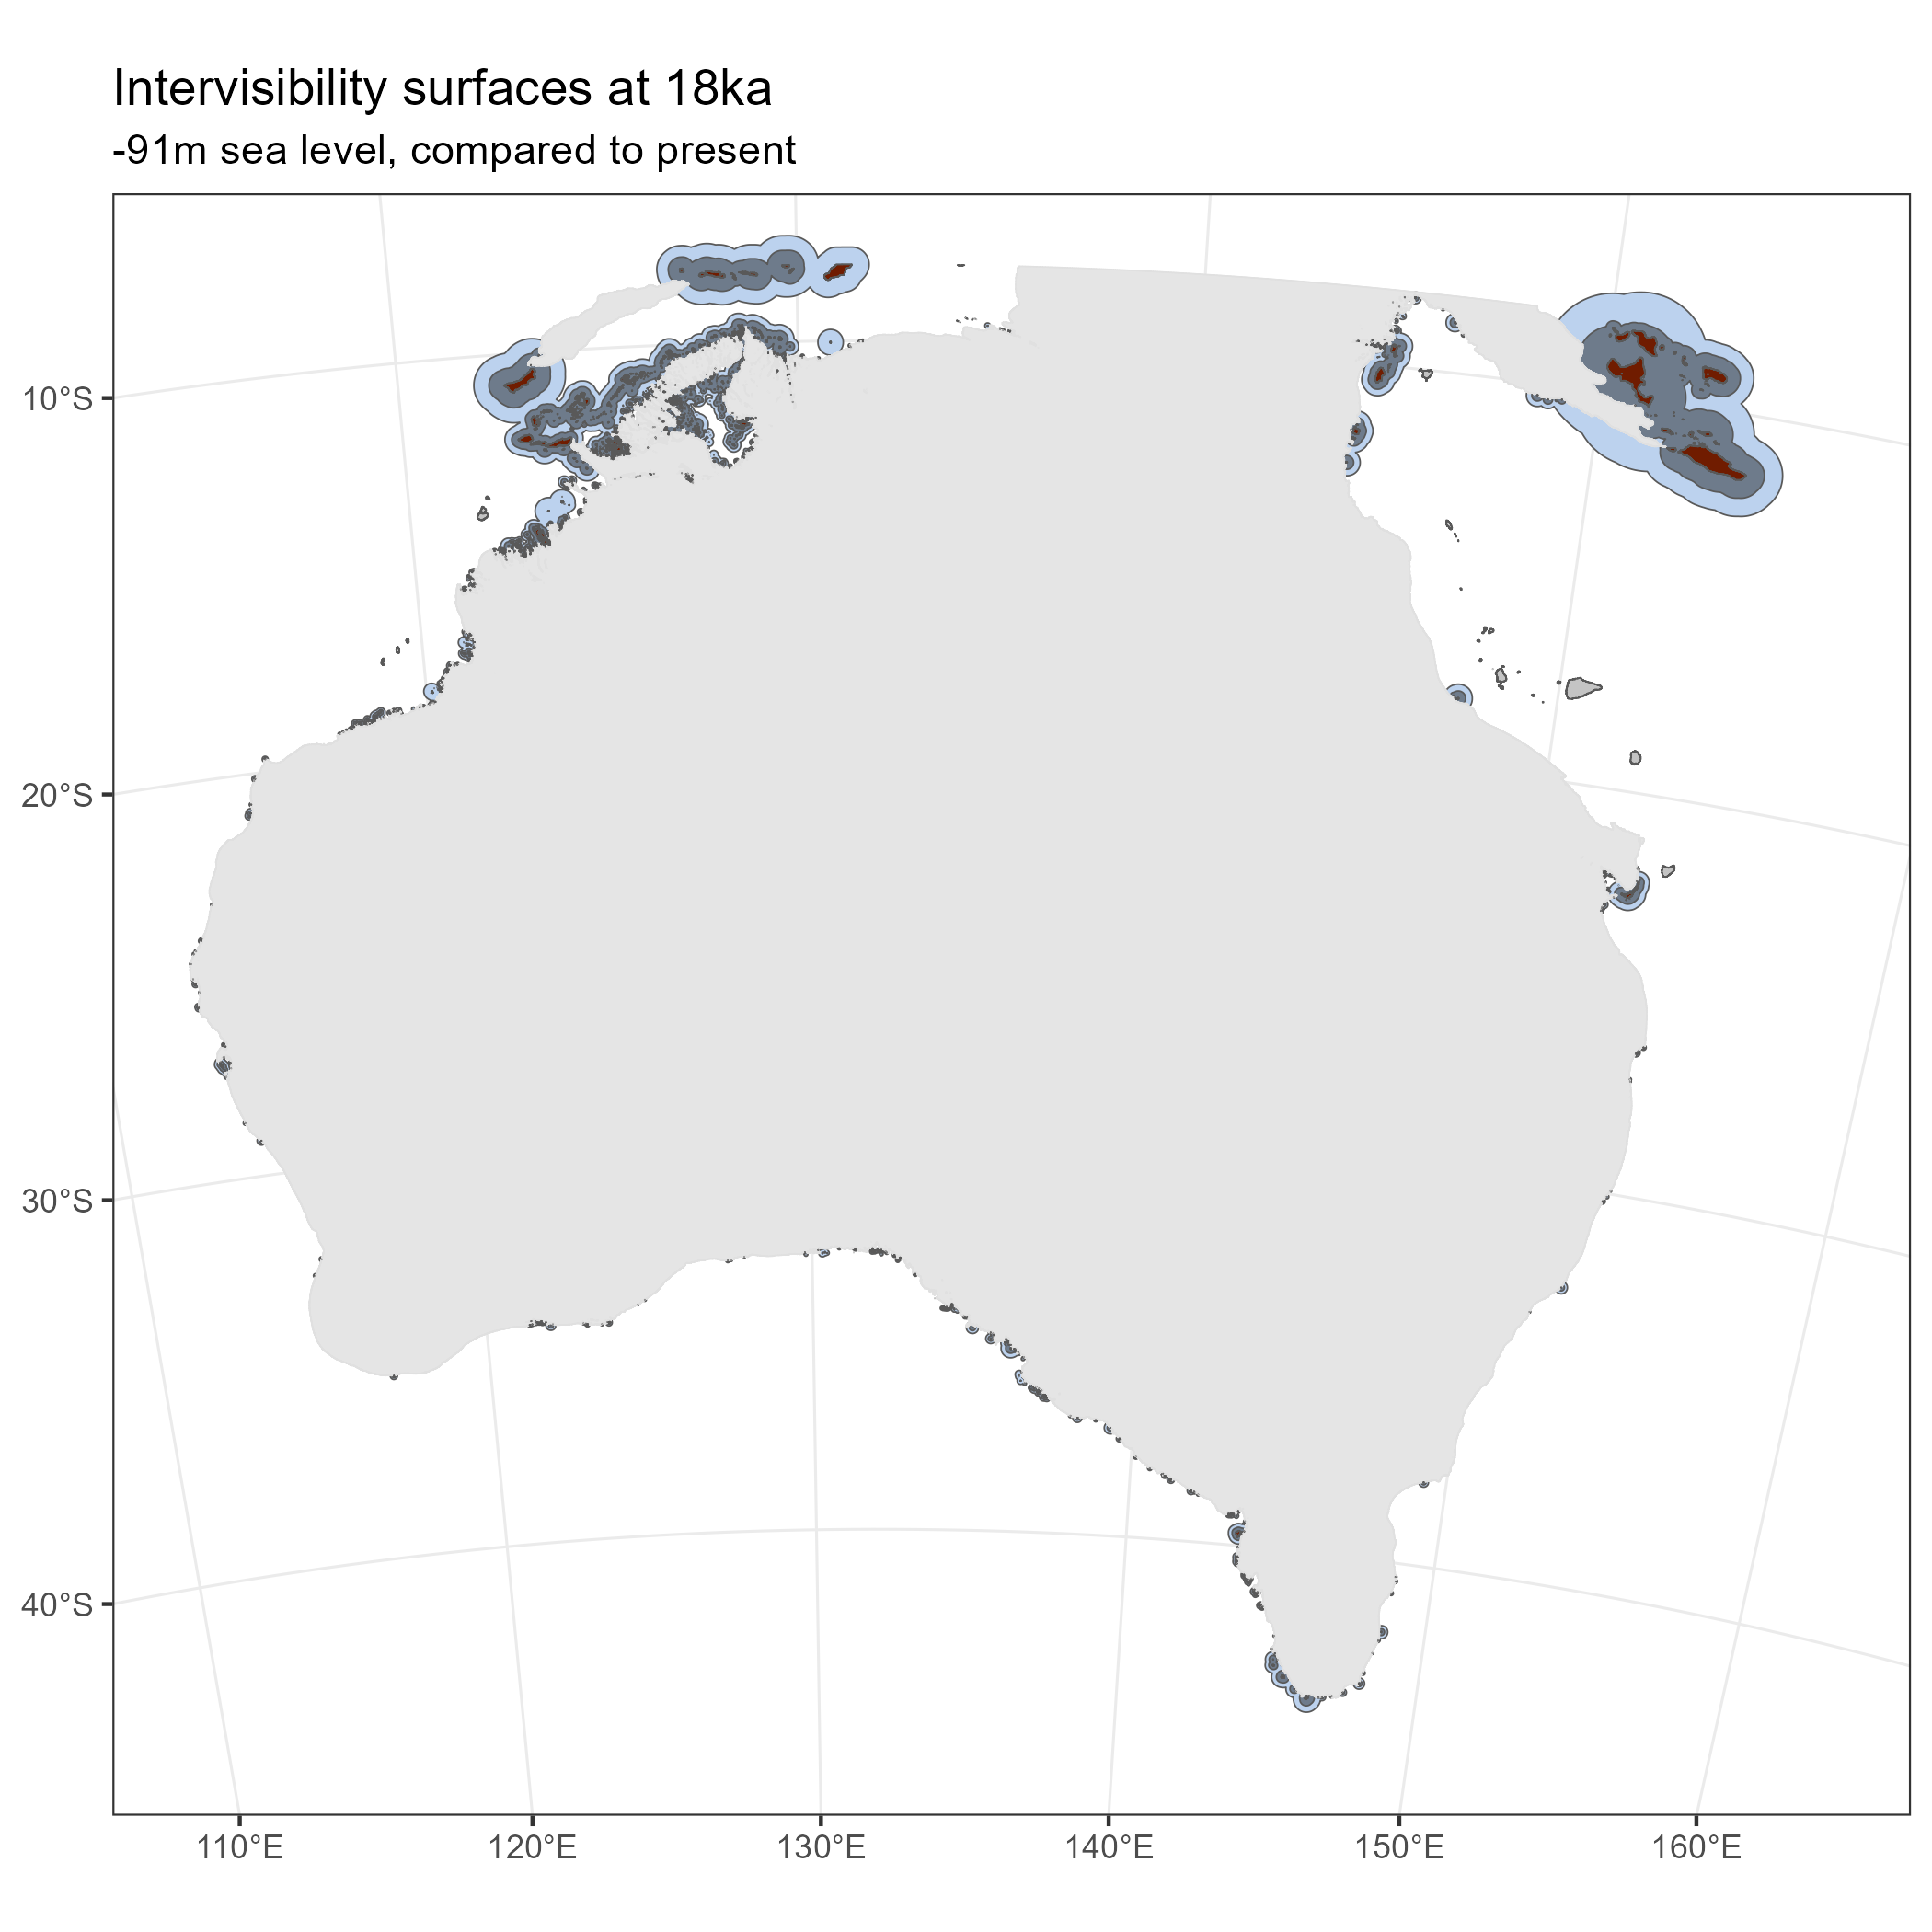 Intervisibility surfaces at 18ka
-91m sea level, compared to present
10°S
20°S
30°S
40°S
110°E
120°E
130°E
140°E
150°E
160°E